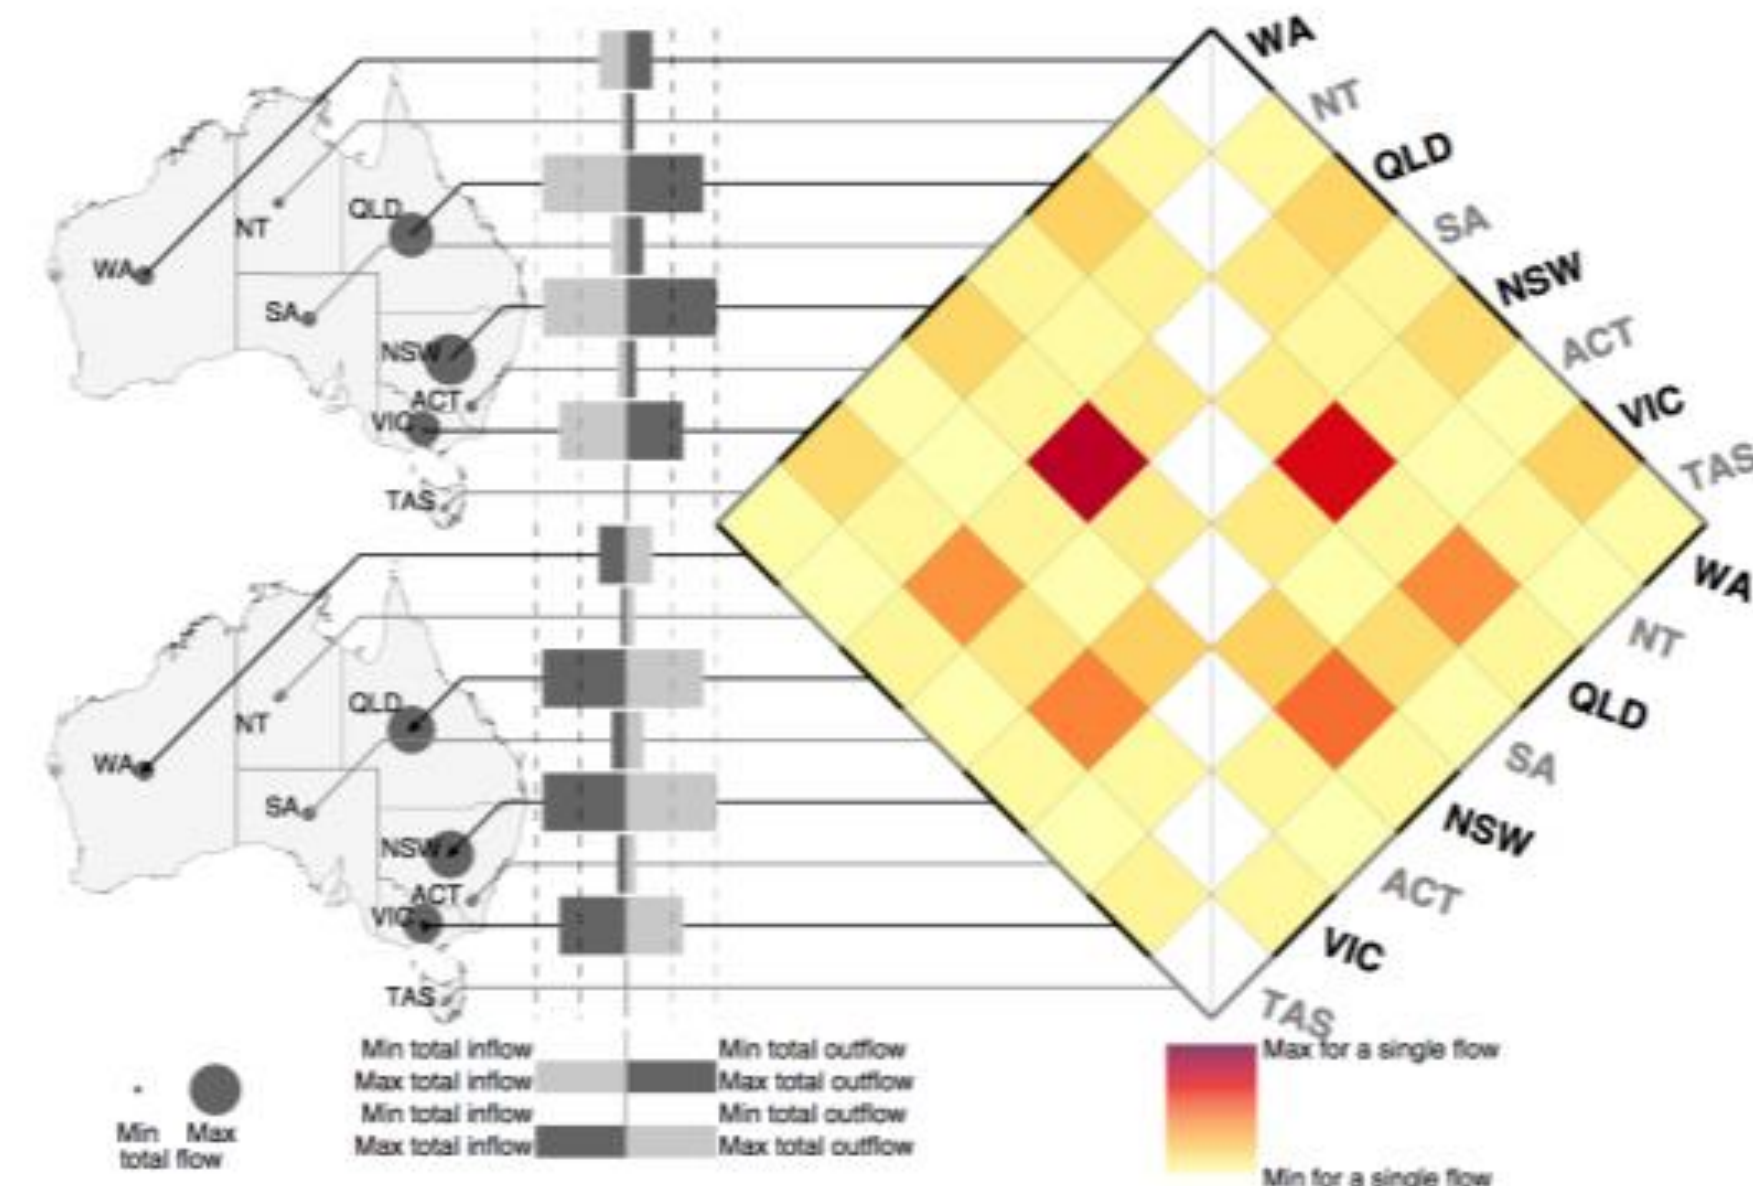 WA
NT
QLD
SA
NSW
ACT
VIC
TAS
WA
NT
QLD
SA
NSW
ACT
VIC
TAS
NT
QLD
WA
SA
NSW
ACT
VIC
TAS
NT
QLD
WA
SA
NSW
ACT
VIC
TAS
Min Max
total flow
Min total inflow
Max total inflow
Min total inflow
Max total inflow
Min total outflow
Max total outflow
Min total outflow
Max total outflow
Max for a single flow
Min for a single flow